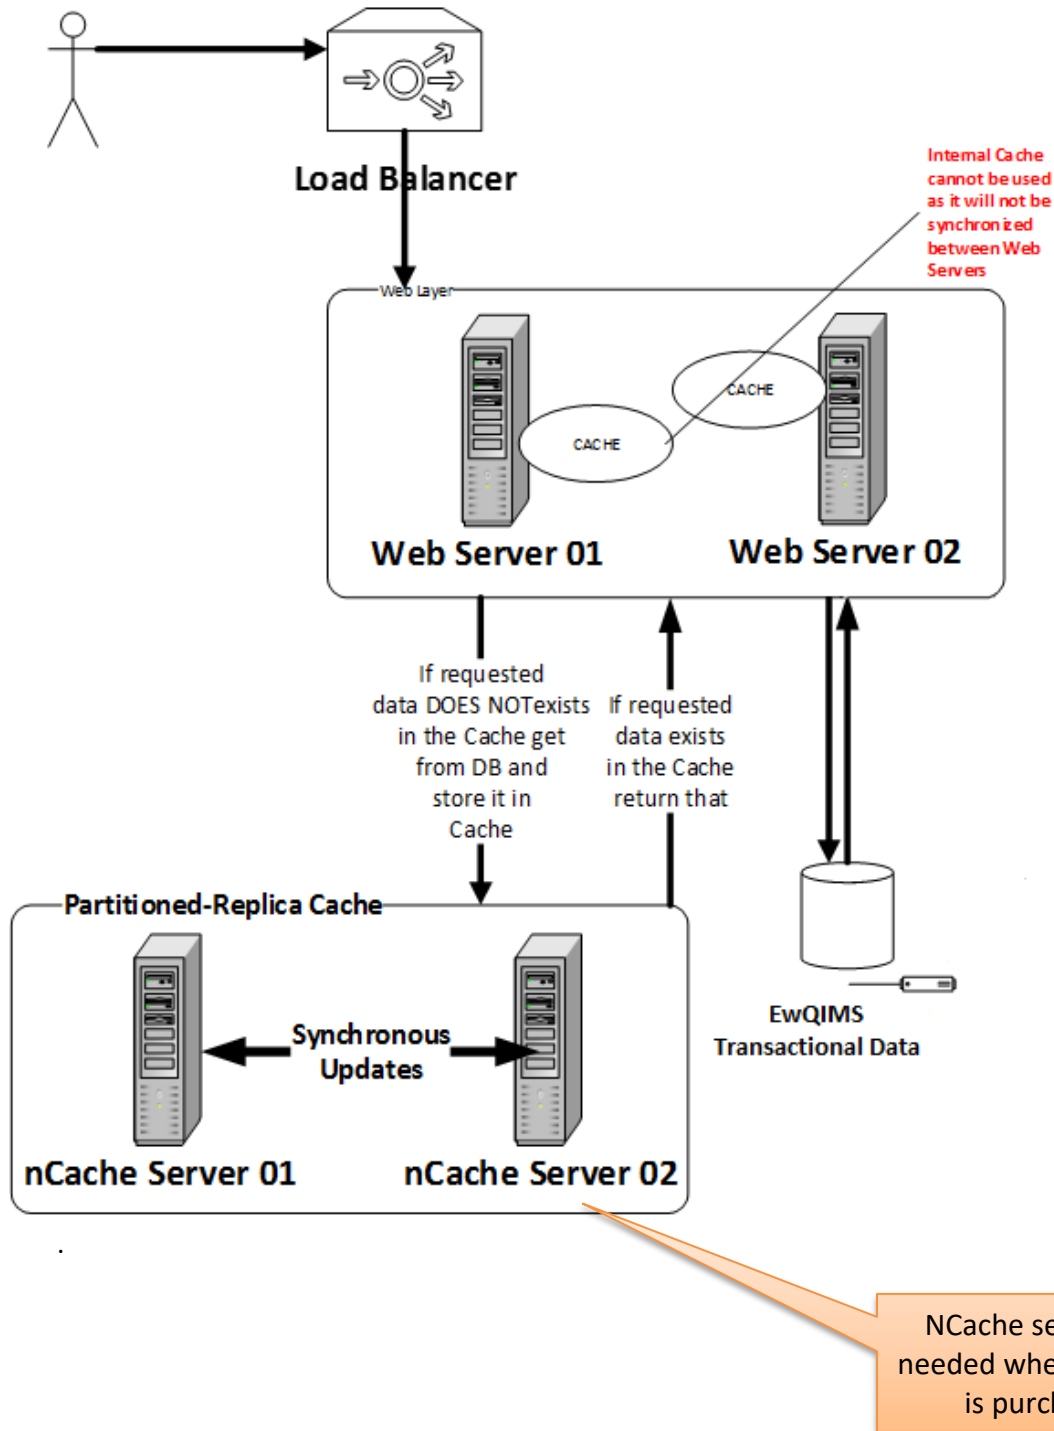 Load Balancer
Internal Cache
cannot be used
as it will not be
synchronized
between Web
Servers
Web Layer
CACHE
CACHE
Web Server 01
Web Server 02
If requested
data DOES NOTexists
in the Cache get
from DB and
store it in
Cache
If requested
data exists
in the Cache
return that
Partitioned-Replica Cache
Synchronous
Updates
nCache Server 01
nCache Server 02
EwQIMS
Transactional Data
.
NCache se
needed whe
is purch